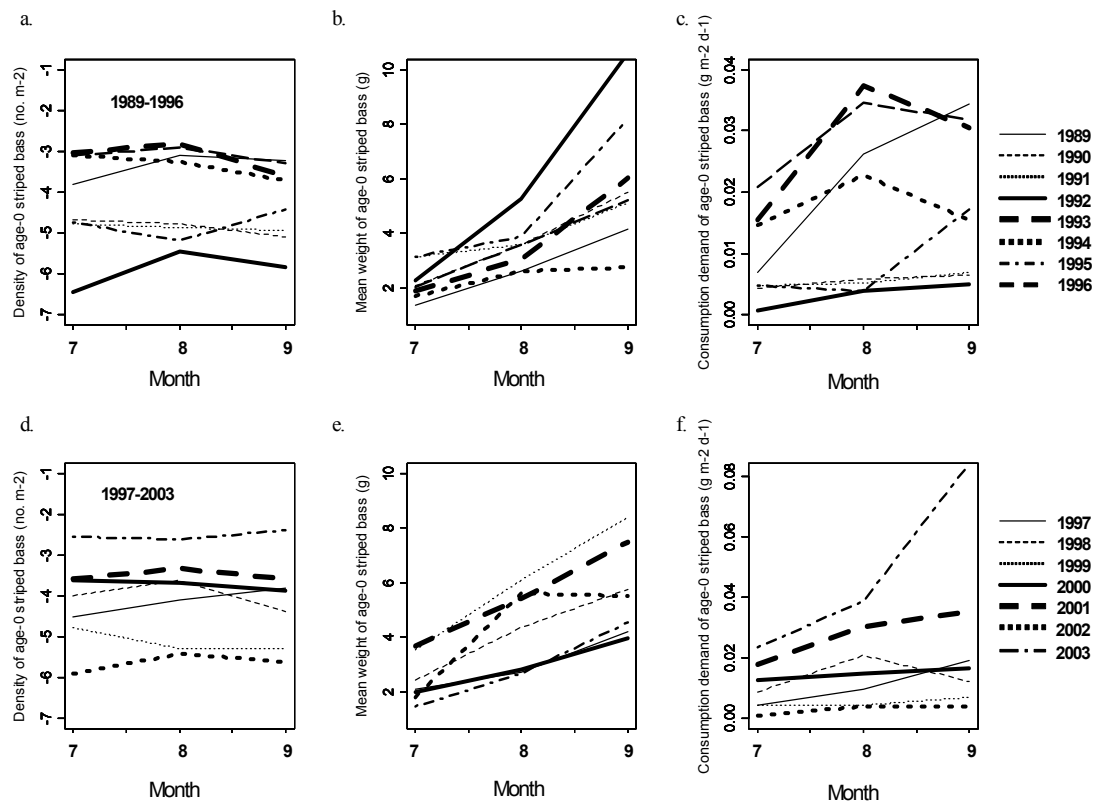 a.
Density of age-0 striped bass (no. m-2)
-1
-2
-3
-4
-5
-6
-7
1989-1996
7 8 9
Month
b.
Mean weight of age-0 striped bass (g)
10
8
6
4
2
7 8 9
Month
c.
Consumption demand of age-0 striped bass (g m-2 d-1)
0.04
0.03
0.02
0.01
0.00
7 8 9
Month
1989
1990
1991
1992
1993
1994
1995
1996
d.
Density of age-0 striped bass (no. m-2)
-1
-2
-3
-4
-5
-6
-7
1997-2003
7 8 9
Month
e.
Mean weight of age-0 striped bass (g)
10
8
6
4
2
7 8 9
Month
f.
Consumption demand of age-0 striped bass (g m-2 d-1)
0.08
0.06
0.04
0.02
0.00
7 8 9
Month
1997
1998
1999
2000
2001
2002
2003